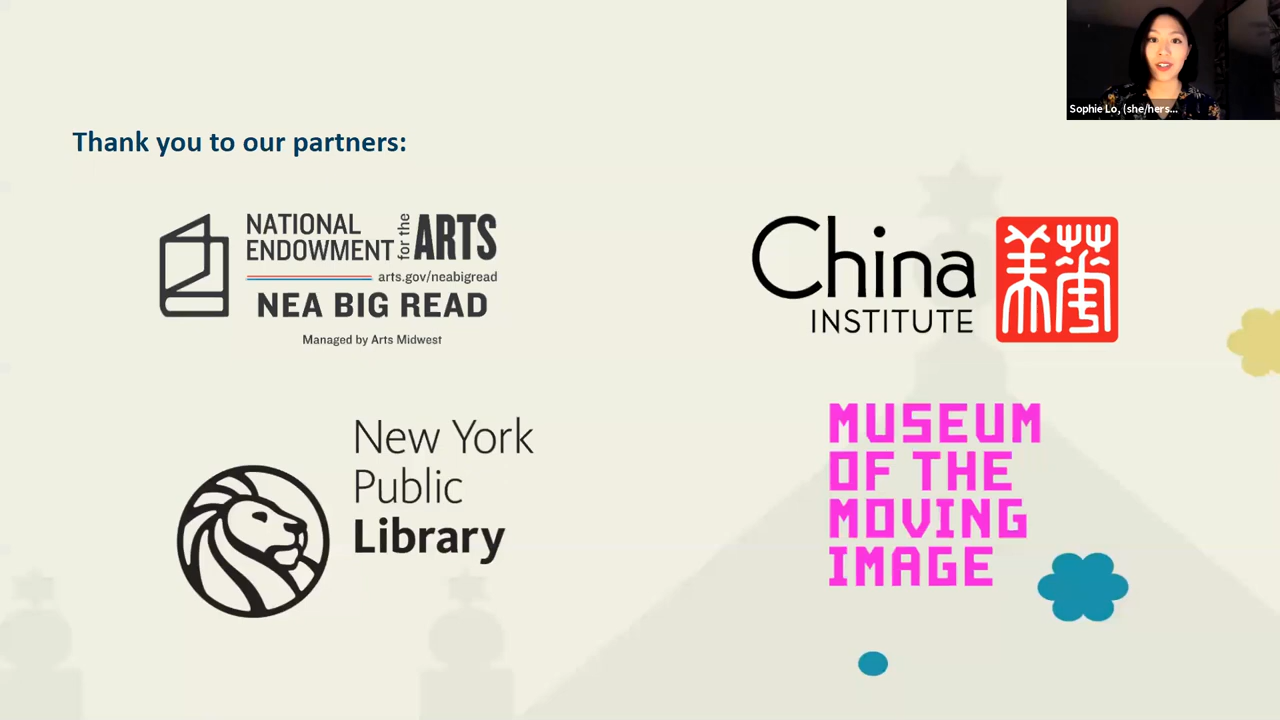 Sophie Lo, (she/hers...
Thank you to our partners:
NATIONAL
ENDOWMENT
for the
ARTS
arts.gov/neabigread
NEA BIG READ
Managed by Arts Midwest
China
INSTITUTE
New York
Public
Library
MUSEUM
OF THE
MOVING
IMAGE